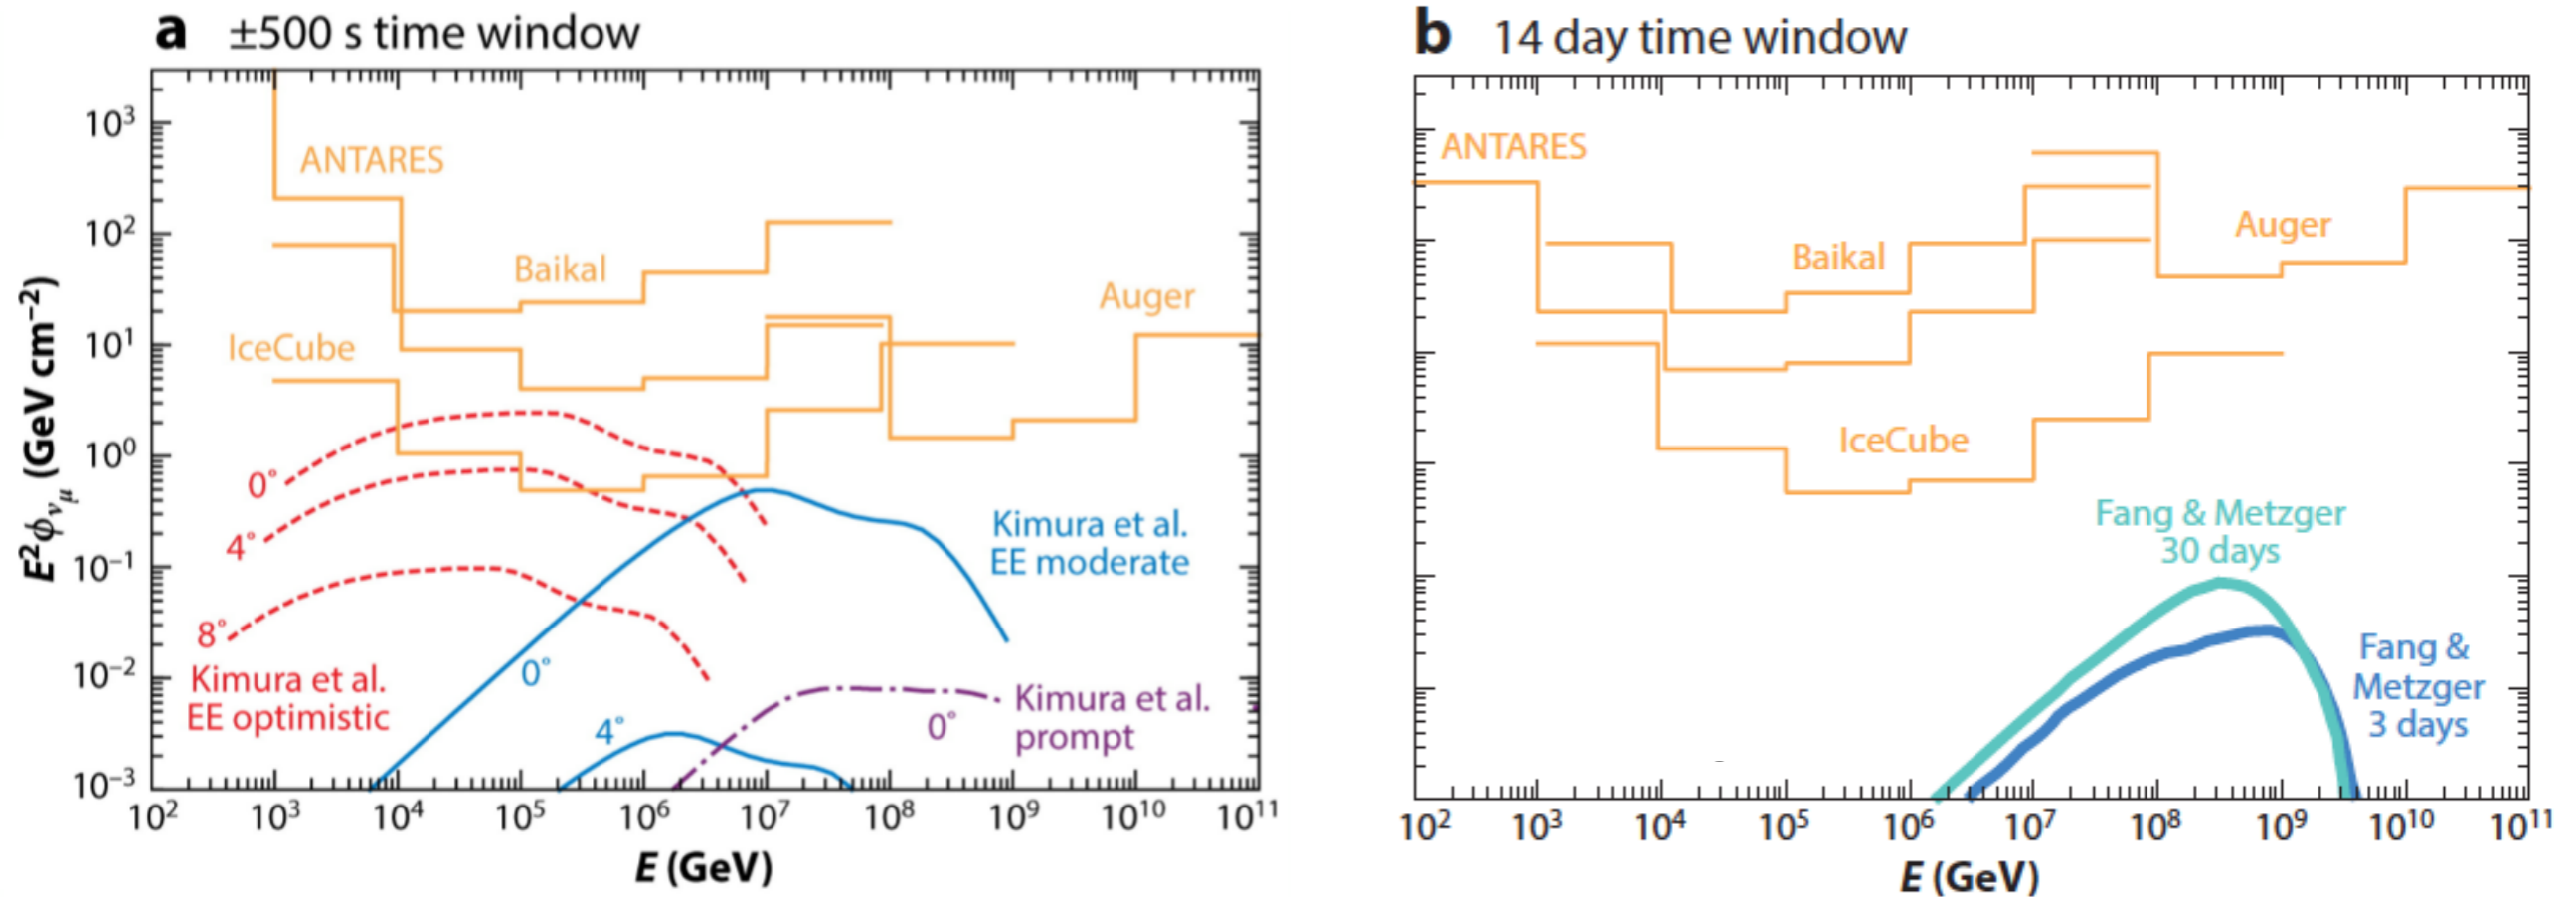 a ±500 s time window
E²ϕνμ (GeV cm⁻²)
10³
10²
10¹
10⁰
10⁻¹
10⁻²
10⁻³
ANTARES
Baikal
IceCube
Auger
0°
4°
8°
Kimura et al.
EE optimistic
0°
4°
Kimura et al.
EE moderate
0°
Kimura et al.
prompt
10² 10³ 10⁴ 10⁵ 10⁶ 10⁷ 10⁸ 10⁹ 10¹⁰ 10¹¹
E (GeV)
b 14 day time window
ANTARES
Baikal
Auger
IceCube
Fang & Metzger
30 days
Fang &
Metzger
3 days
10² 10³ 10⁴ 10⁵ 10⁶ 10⁷ 10⁸ 10⁹ 10¹⁰ 10¹¹
E (GeV)